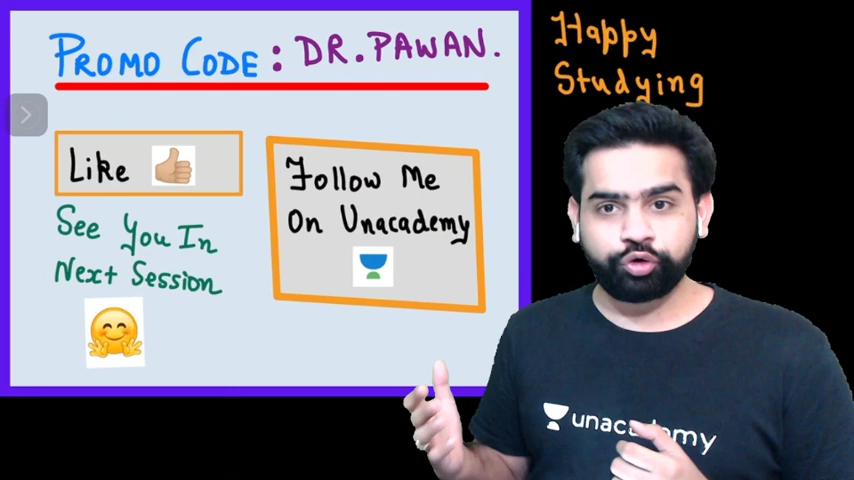 PROMO CODE: DR.PAWAN.
Happy
Studying
Like
Follow Me
On Unacademy
See You In
Next Session
unacademy